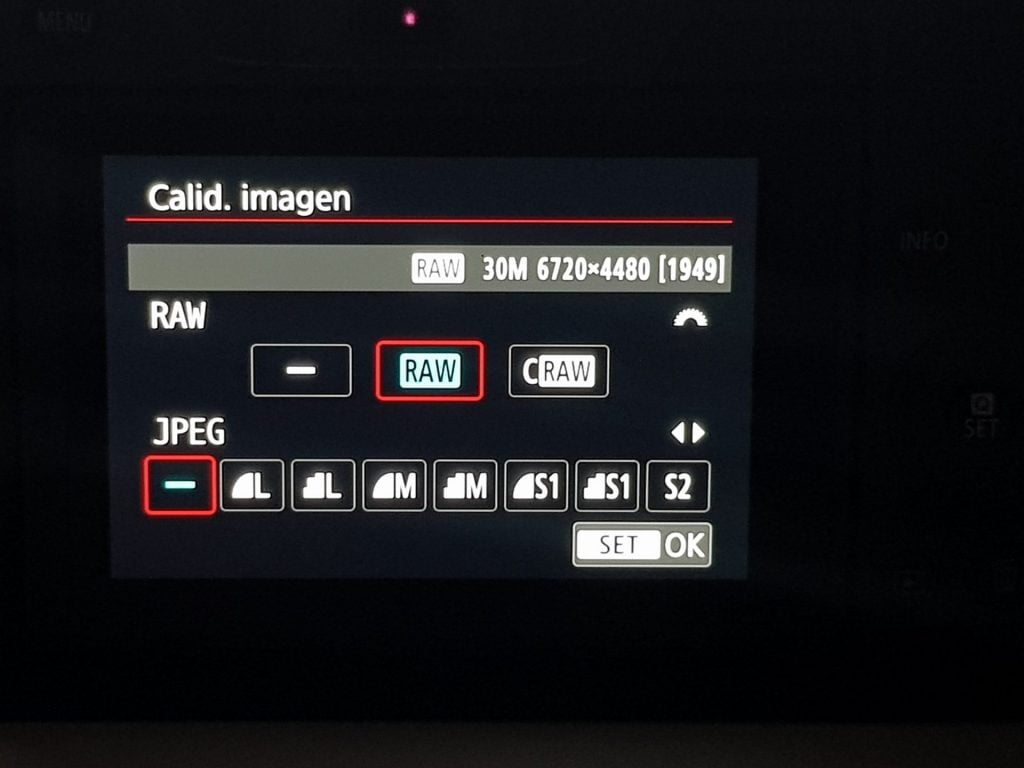 MENU
Calid. imagen
RAW 30M 6720×4480 [1949]
RAW
INFO
RAW CRAW
JPEG
SET
L L M M S1 S1 S2
SET OK